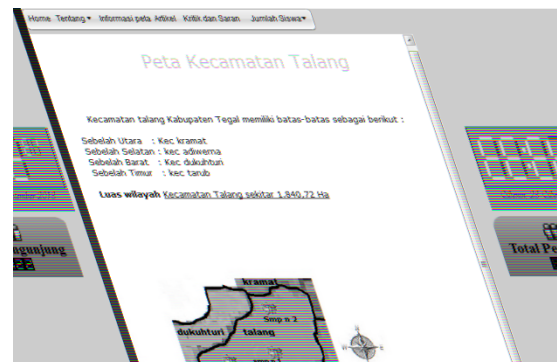 Home Tentang Informasi peta Artikel Kritik dan Saran Jumlah Siswa
Peta Kecamatan Talang
Kecamatan talang Kabupaten Tegal memiliki batas-batas sebagai berikut :
Sebelah Utara : Kec kramat
Sebelah Selatan : kec adiwerna
Sebelah Barat : Kec dukuhturi
Sebelah Timur : kec tarub
Luas wilayah Kecamatan Talang sekitar 1.840,72 Ha
ngunjung
Total Pe
kramat
Smp n 2
dukuhturi talang